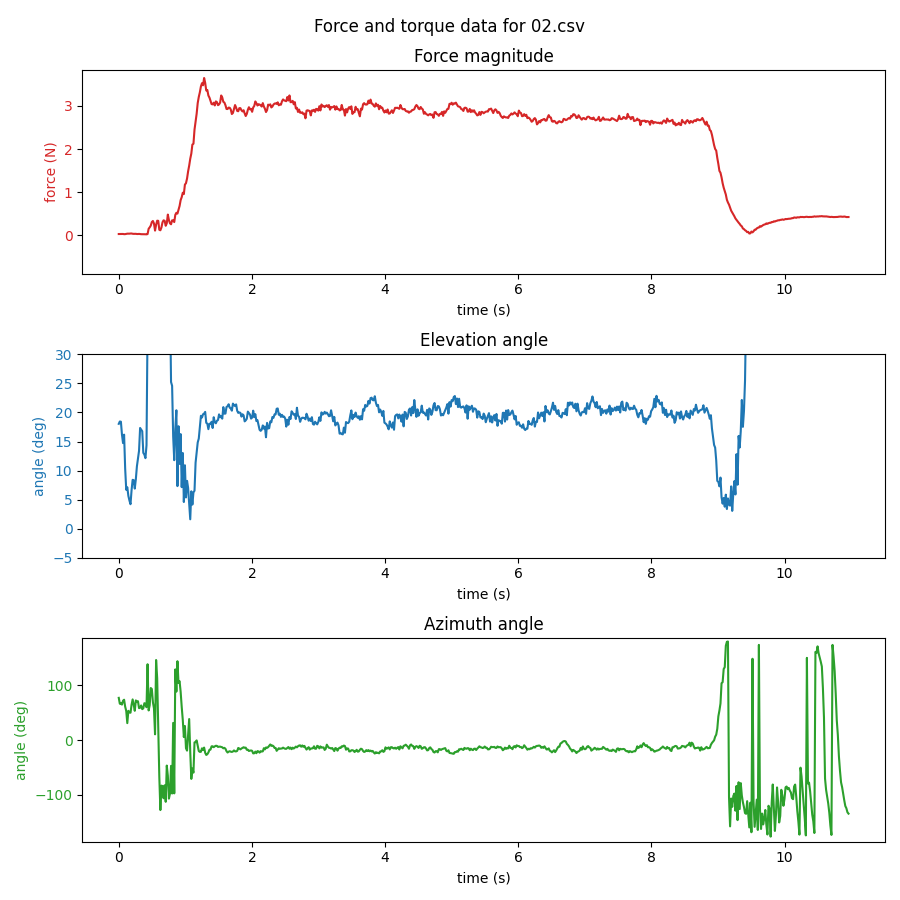 Force and torque data for 02.csv
Force magnitude
3
2
1
0
force (N)
0 2 4 6 8 10
time (s)
Elevation angle
30
25
20
15
10
5
0
−5
angle (deg)
0 2 4 6 8 10
time (s)
Azimuth angle
100
0
−100
angle (deg)
0 2 4 6 8 10
time (s)